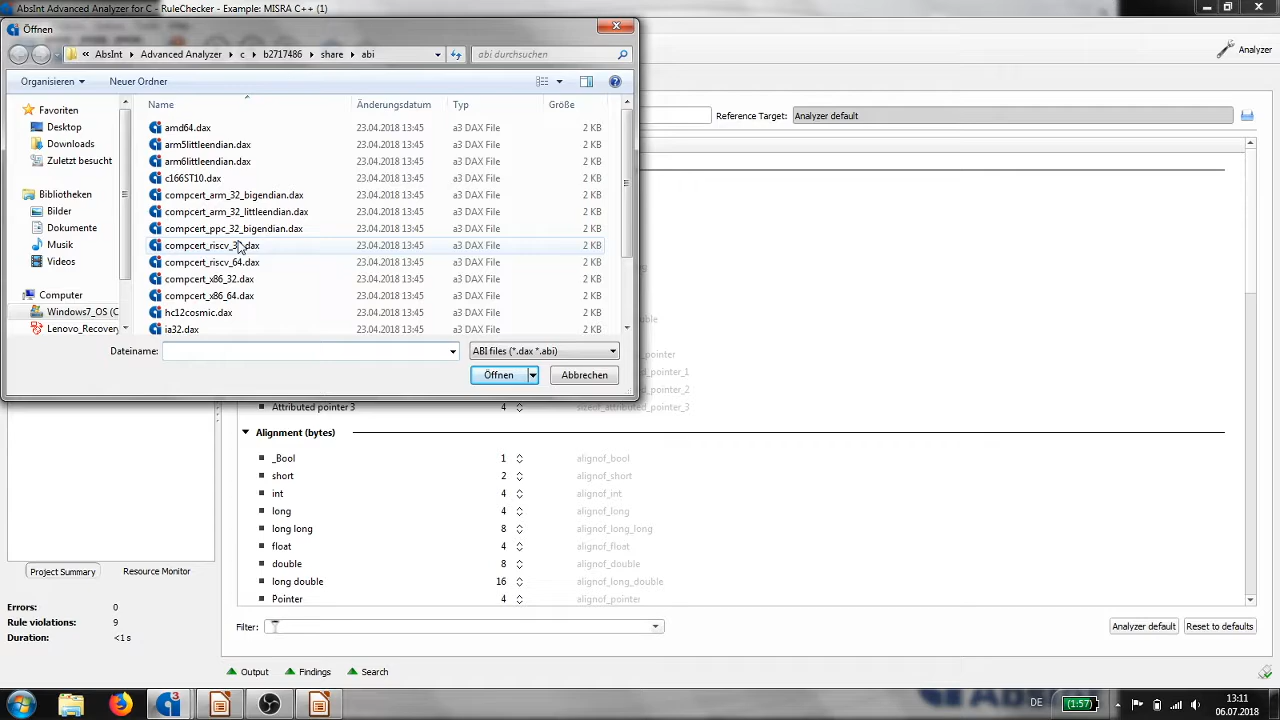 AbsInt Advanced Analyzer for C - RuleChecker - Example: MISRA C++ (1)
Öffnen
« AbsInt ▸ Advanced Analyzer ▸ c ▸ b2717486 ▸ share ▸ abi
abi durchsuchen
Analyzer
Organisieren
Neuer Ordner
Name Änderungsdatum Typ Größe
Reference Target: Analyzer default
Favoriten
Desktop
Downloads
Zuletzt besucht
Bibliotheken
Bilder
Dokumente
Musik
Videos
Computer
Windows7_OS (C
Lenovo_Recovery
amd64.dax 23.04.2018 13:45 a3 DAX File 2 KB
arm5littleendian.dax 23.04.2018 13:45 a3 DAX File 2 KB
arm6littleendian.dax 23.04.2018 13:45 a3 DAX File 2 KB
c166ST10.dax 23.04.2018 13:45 a3 DAX File 2 KB
compcert_arm_32_bigendian.dax 23.04.2018 13:45 a3 DAX File 2 KB
compcert_arm_32_littleendian.dax 23.04.2018 13:45 a3 DAX File 2 KB
compcert_ppc_32_bigendian.dax 23.04.2018 13:45 a3 DAX File 2 KB
compcert_riscv_32.dax 23.04.2018 13:45 a3 DAX File 2 KB
compcert_riscv_64.dax 23.04.2018 13:45 a3 DAX File 2 KB
compcert_x86_32.dax 23.04.2018 13:45 a3 DAX File 2 KB
compcert_x86_64.dax 23.04.2018 13:45 a3 DAX File 2 KB
hc12cosmic.dax 23.04.2018 13:45 a3 DAX File 2 KB
ia32.dax 23.04.2018 13:45 a3 DAX File 2 KB
Dateiname:
ABI files (*.dax *.abi)
Öffnen
Abbrechen
_pointer
_pointer_1
_pointer_2
Attributed pointer 3 4 sizeof_attributed_pointer_3
Alignment (bytes)
_Bool 1 alignof_bool
short 2 alignof_short
int 4 alignof_int
long 4 alignof_long
long long 8 alignof_long_long
float 4 alignof_float
double 8 alignof_double
long double 16 alignof_long_double
Pointer 4 alignof_pointer
Project Summary
Resource Monitor
Errors: 0
Rule violations: 9
Duration: <1 s
Filter:
Analyzer default
Reset to defaults
Output
Findings
Search
DE
(1:57)
13:11
06.07.2018